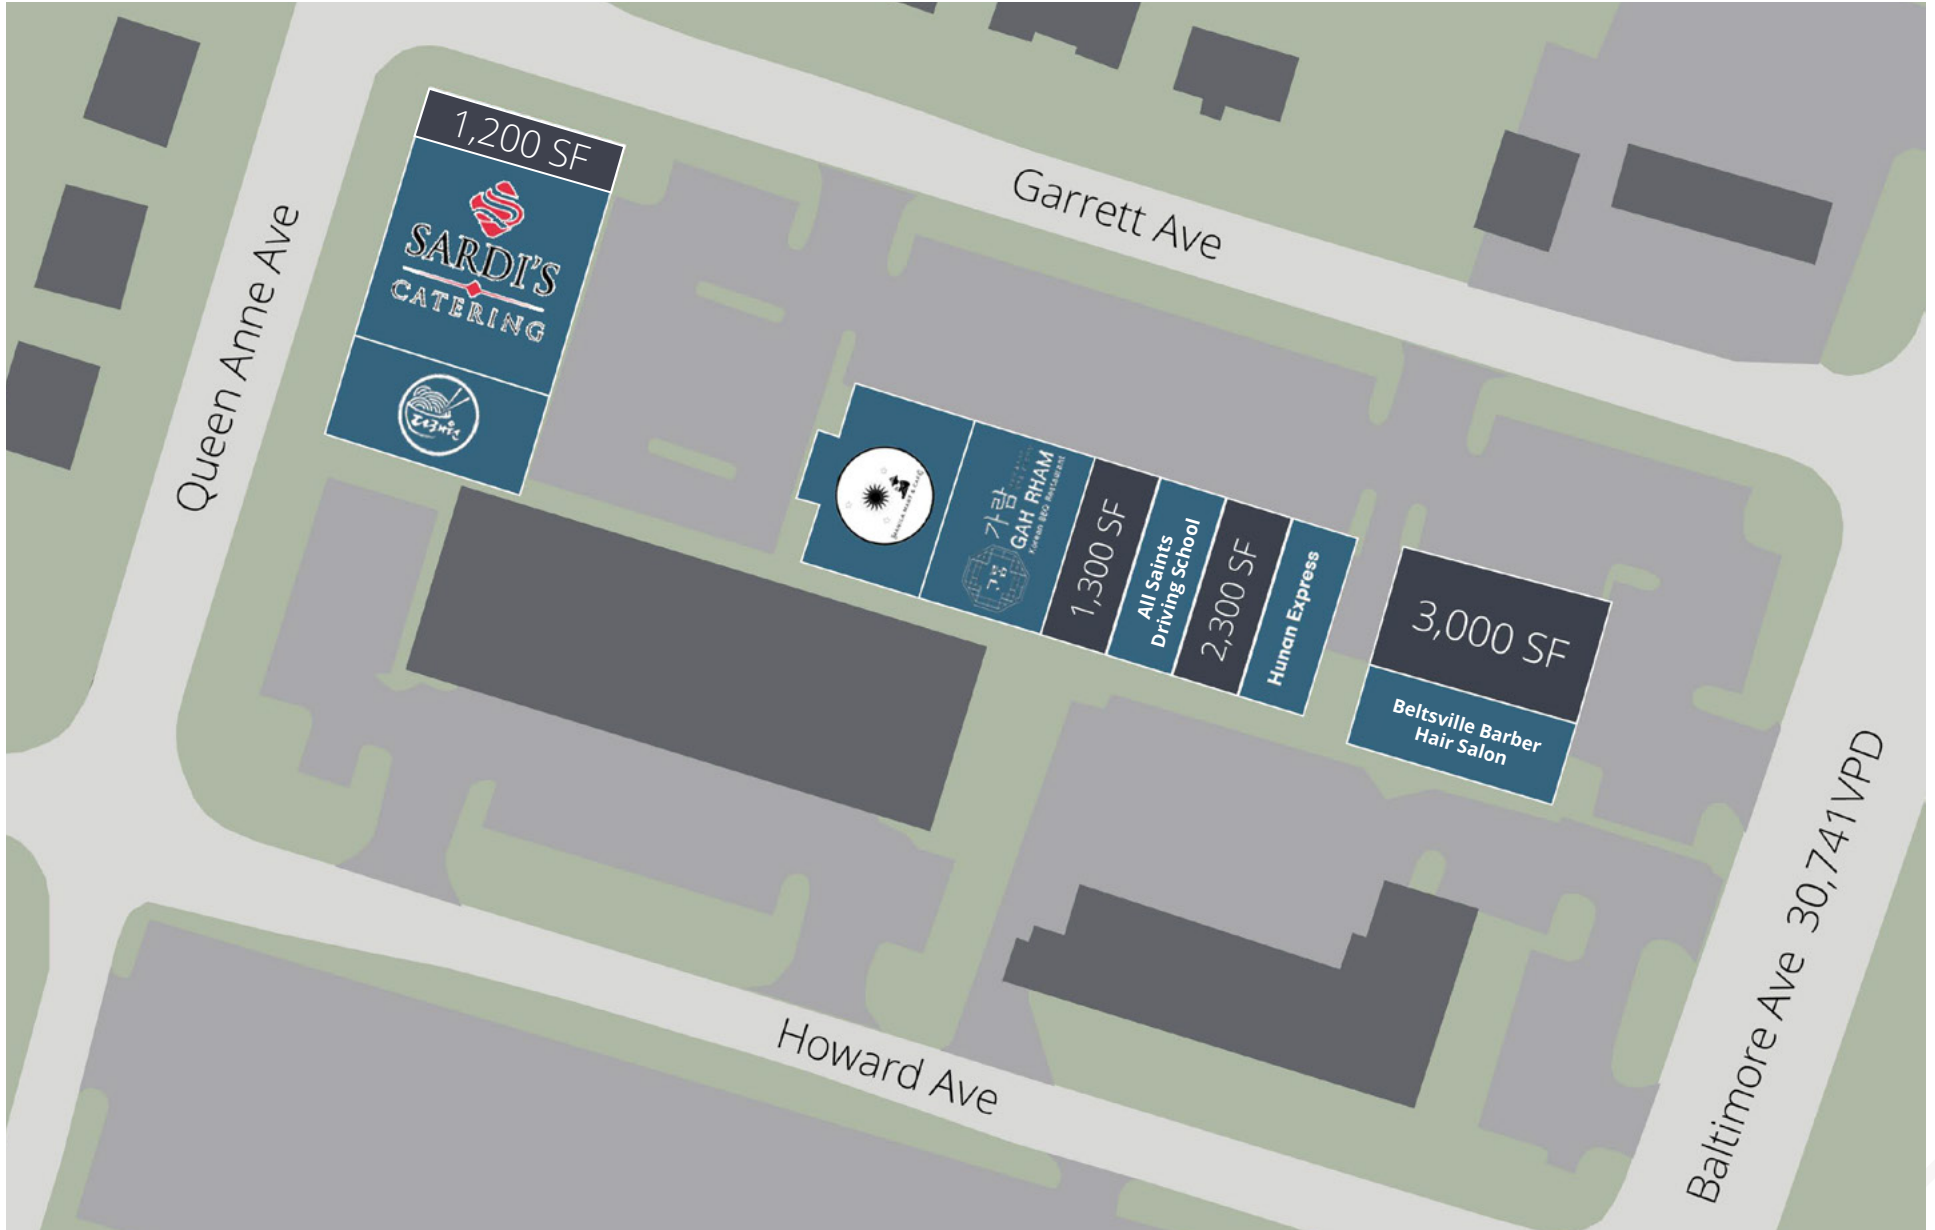 Garrett Ave
1,200 SF
SARDI'S
CATERING
Queen Anne Ave
가람
GAH RHAM
Korean BBQ Restaurant
1,300 SF
All Saints
Driving School
2,300 SF
Hunan Express
3,000 SF
Beltsville Barber
Hair Salon
Howard Ave
Baltimore Ave 30,741VPD